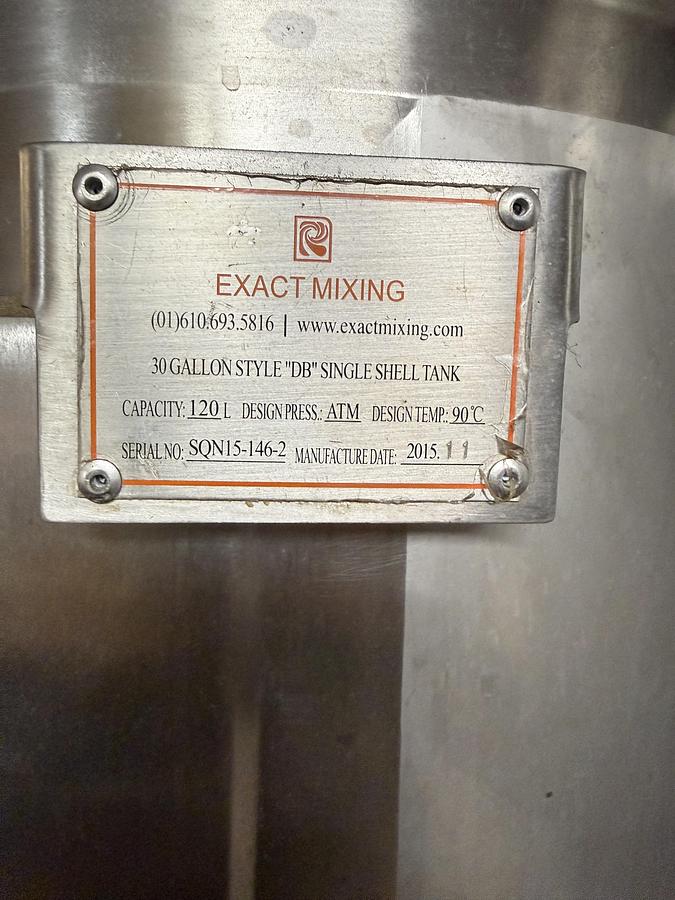 EXACT MIXING
(01)610.693.5816 | www.exactmixing.com
30 GALLON STYLE "DB" SINGLE SHELL TANK
CAPACITY: 120 L DESIGN PRESS.: ATM DESIGN TEMP.: 90℃
SERIAL NO: SQN15-146-2 MANUFACTURE DATE: 2015. 11